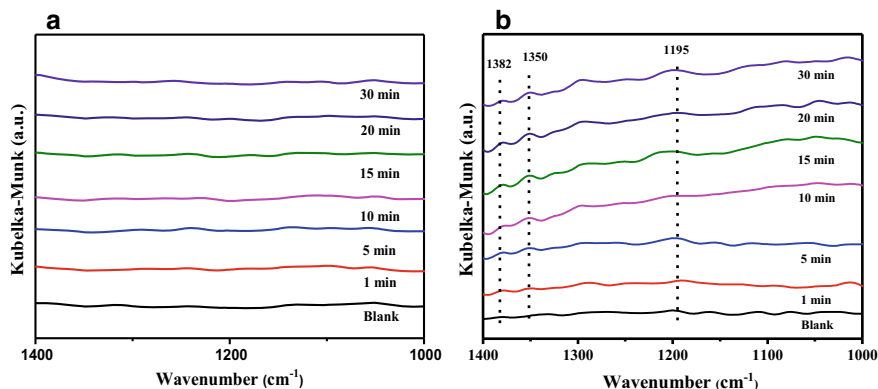 a
Kubelka-Munk (a.u.)
30 min
20 min
15 min
10 min
5 min
1 min
Blank
1400
1200
1000
Wavenumber (cm⁻¹)
b
Kubelka-Munk (a.u.)
1382
1350
1195
30 min
20 min
15 min
10 min
5 min
1 min
Blank
1400
1300
1200
1100
1000
Wavenumber (cm⁻¹)